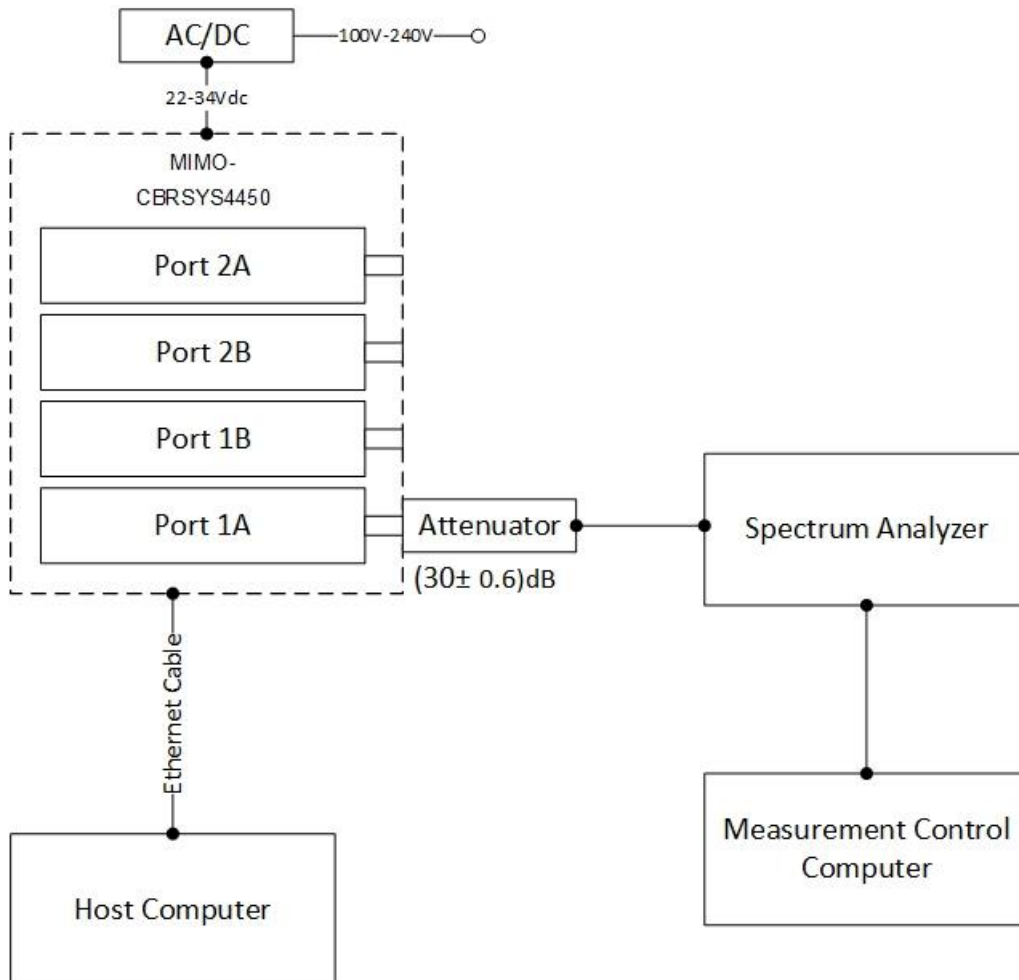 AC/DC
100V-240V
22-34Vdc
MIMO-
CBRSYS4450
Port 2A
Port 2B
Port 1B
Port 1A
Attenuator
(30± 0.6)dB
Spectrum Analyzer
Ethernet Cable
Measurement Control
Computer
Host Computer